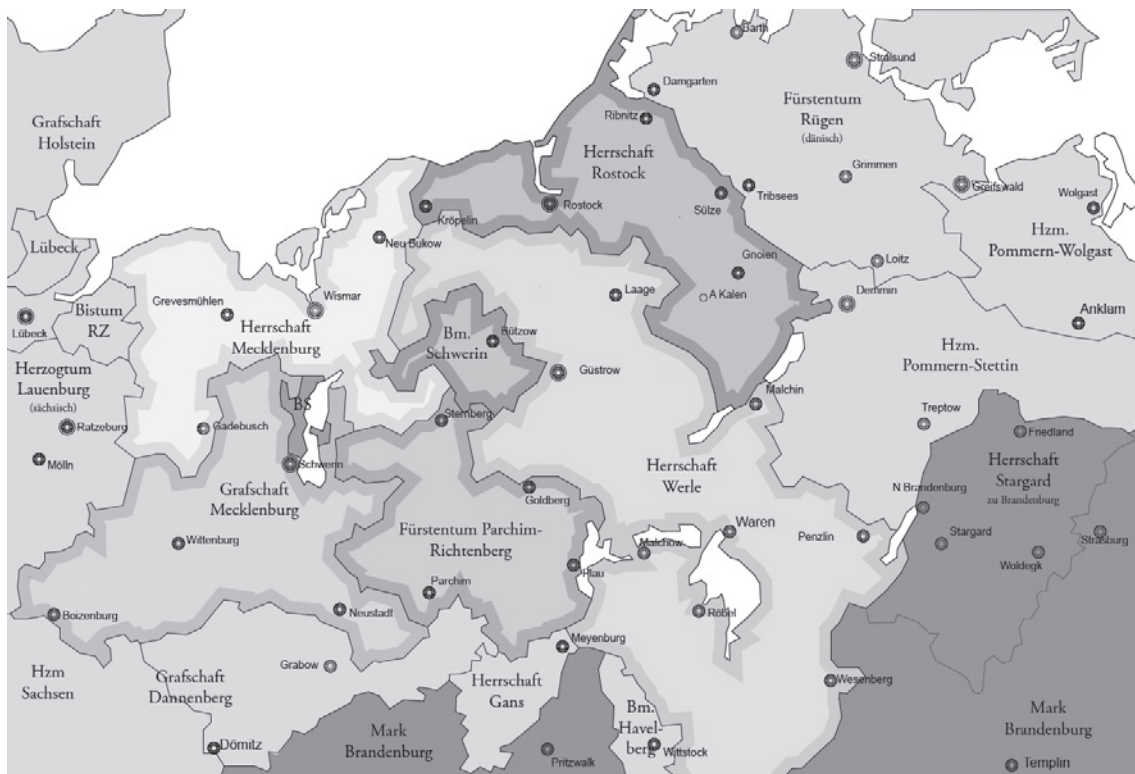 Barth
Stralsund
Damgarten
Ribnitz
Fürstentum
Rügen
(dänisch)
Grafschaft
Holstein
Herrschaft
Rostock
Grimmen
Tribsees
Greifswald
Wolgast
Sülze
Kröpelin
Rostock
Hzm.
Pommern-Wolgast
Lübeck
Neu Bukow
Gnoien
Loitz
Laage
A Kalen
Demmin
Grevesmühlen
Wismar
Lübeck
Bistum
RZ
Herrschaft
Mecklenburg
Bm.
Schwerin
Bützow
Anklam
Hzm.
Pommern-Stettin
Herzogtum
Lauenburg
(sächsisch)
Güstrow
Malchin
BS
Sternberg
Treptow
Ratzeburg
Gadebusch
Friedland
Mölln
Schwerin
Herrschaft
Werle
Herrschaft
Stargard
zu Brandenburg
Grafschaft
Mecklenburg
Goldberg
N Brandenburg
Fürstentum Parchim-
Richtenberg
Waren
Penzlin
Stargard
Strasburg
Wittenburg
Malchow
Woldegk
Plau
Parchim
Boizenburg
Neustadt
Röbel
Meyenburg
Hzm
Sachsen
Grafschaft
Dannenberg
Grabow
Herrschaft
Gans
Wesenberg
Bm.
Havel-
berg
Mark
Brandenburg
Mark
Brandenburg
Dömitz
Pritzwalk
Wittstock
Templin